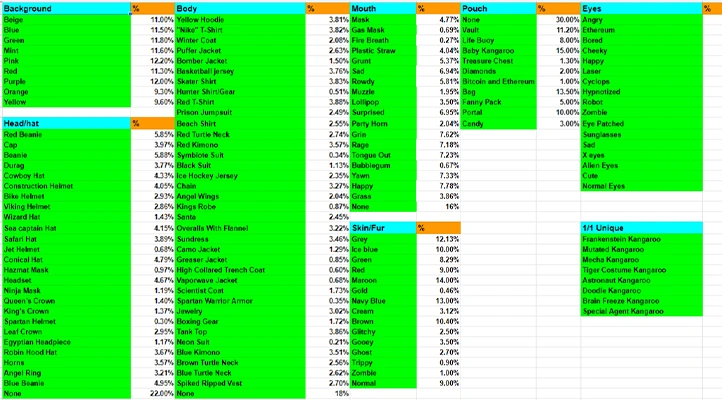 Background %
Beige 11.00%
Blue 11.50%
Green 11.80%
Mint 11.60%
Pink 12.20%
Red 11.30%
Purple 12.00%
Orange 9.30%
Yellow 9.60%
Head/hat %
Red Beanie 5.85%
Cap 3.97%
Beanie 5.88%
Durag 3.77%
Cowboy Hat 4.33%
Construction Helmet 4.05%
Bike Helmet 2.93%
Viking Helmet 2.86%
Wizard Hat 1.43%
Sea captain Hat 4.15%
Safari Hat 3.89%
Jet Helmet 0.68%
Conical Hat 4.79%
Hazmat Mask 0.97%
Headset 4.67%
Ninja Mask 1.19%
Queen's Crown 1.40%
King's Crown 1.37%
Spartan Helmet 0.30%
Leaf Crown 2.95%
Egyptian Headpiece 1.17%
Robin Hood Hat 3.67%
Horns 3.57%
Angel Ring 3.21%
Blue Beanie 4.95%
None 22.00%
Body %
Yellow Hoodie 3.81%
"Nike" T-Shirt 3.82%
Winter Coat 2.08%
Puffer Jacket 2.63%
Bomber Jacket 1.50%
Basketball jersey 3.76%
Skater Shirt 3.83%
Hunter Shirt/Gear 0.51%
Red T-Shirt 3.88%
Prison Jumpsuit 2.49%
Beach Shirt 2.55%
Red Turtle Neck 2.74%
Red Kimono 3.57%
Symbiote Suit 0.34%
Black Suit 1.13%
Ice Hockey Jersey 2.35%
Chain 3.27%
Angel Wings 2.04%
Kings Robe 0.87%
Santa 2.45%
Overalls With Flannel 3.22%
Sundress 3.46%
Camo Jacket 1.29%
Greaser Jacket 0.85%
High Collared Trench Coat 0.60%
Vaporwave Jacket 0.68%
Scientist Coat 1.73%
Spartan Warrior Armor 0.35%
Jewelry 3.02%
Boxing Gear 1.72%
Tank Top 3.86%
Neon Suit 0.21%
Blue Kimono 3.51%
Brown Turtle Neck 2.56%
Blue Turtle Neck 2.62%
Spiked Ripped Vest 2.70%
None 18%
Mouth %
Mask 4.77%
Gas Mask 0.69%
Fire Breath 0.27%
Plastic Straw 4.04%
Grunt 5.37%
Sad 6.94%
Rowdy 5.81%
Muzzle 1.95%
Lollipop 3.50%
Surprised 6.95%
Party Horn 2.04%
Grin 7.62%
Rage 7.18%
Tongue Out 7.23%
Bubblegum 0.67%
Yawn 7.33%
Happy 7.78%
Grass 3.86%
None 16%
Skin/Fur %
Grey 12.13%
Ice blue 10.00%
Green 8.29%
Red 9.00%
Maroon 14.00%
Gold 0.46%
Navy Blue 13.00%
Cream 3.12%
Brown 10.40%
Glitchy 2.50%
Gooey 3.50%
Ghost 2.70%
Trippy 0.90%
Zombie 1.00%
Normal 9.00%
Pouch %
None 30.00%
Vault 11.20%
Life Buoy 8.00%
Baby Kangaroo 15.00%
Treasure Chest 1.30%
Diamonds 2.00%
Bitcoin and Ethereum 1.00%
Bag 13.50%
Fanny Pack 5.00%
Portal 10.00%
Candy 3.00%
Eyes %
Angry
Ethereum
Bored
Cheeky
Happy
Laser
Cyclops
Hypnotized
Robot
Zombie
Eye Patched
Sunglasses
Sad
X eyes
Alien Eyes
Cute
Normal Eyes
1/1 Unique
Frankenstein Kangaroo
Mutated Kangaroo
Mecha Kangaroo
Tiger Costume Kangaroo
Astronaut Kangaroo
Doodle Kangaroo
Brain Freeze Kangaroo
Special Agent Kangaroo